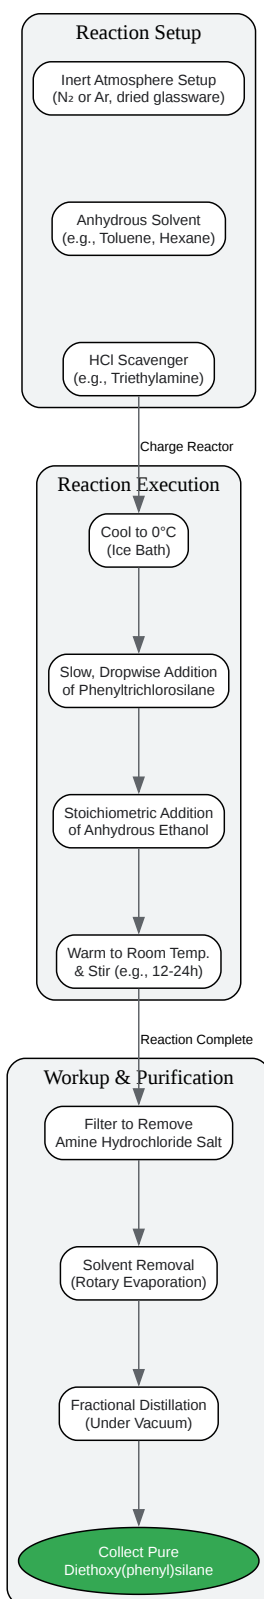 Reaction Setup
Inert Atmosphere Setup
(N₂ or Ar, dried glassware)
Anhydrous Solvent
(e.g., Toluene, Hexane)
HCl Scavenger
(e.g., Triethylamine)
Charge Reactor
Reaction Execution
Cool to 0°C
(Ice Bath)
Slow, Dropwise Addition
of Phenyltrichlorosilane
Stoichiometric Addition
of Anhydrous Ethanol
Warm to Room Temp.
& Stir (e.g., 12-24h)
Reaction Complete
Workup & Purification
Filter to Remove
Amine Hydrochloride Salt
Solvent Removal
(Rotary Evaporation)
Fractional Distillation
(Under Vacuum)
Collect Pure
Diethoxy(phenyl)silane